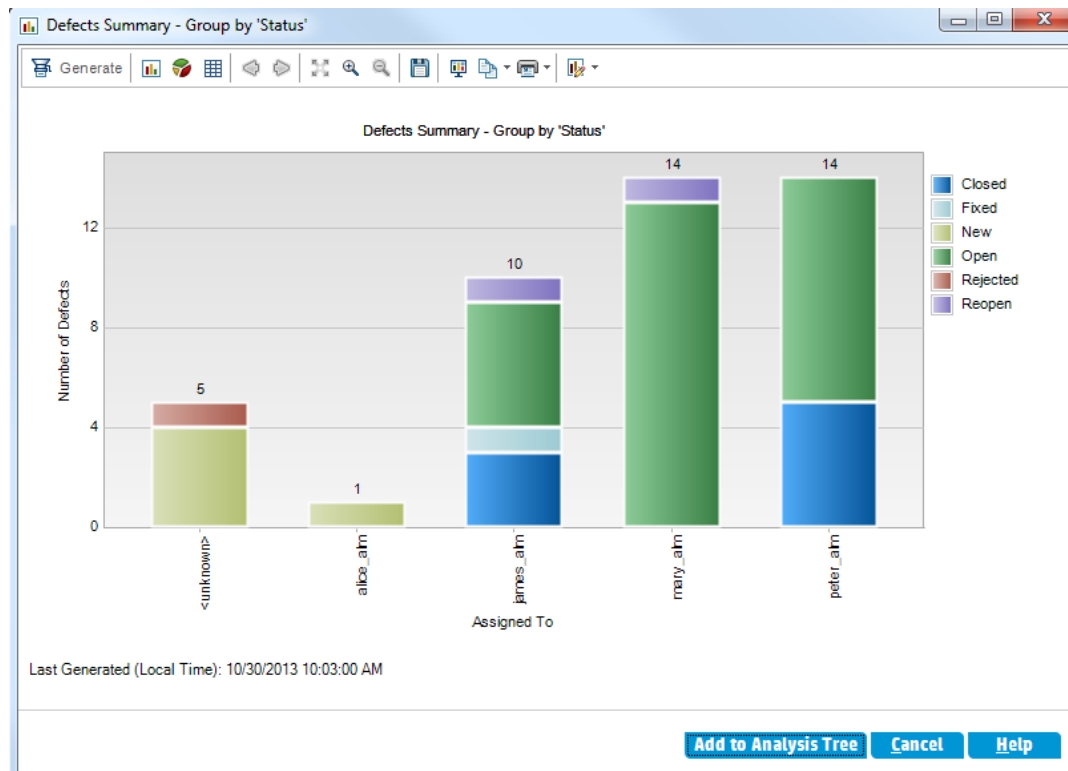 Defects Summary - Group by 'Status'
Generate
Defects Summary - Group by 'Status'
14
14
10
5
1
12
8
4
0
Number of Defects
<unknown>
alice_alm
james_alm
mary_alm
peter_alm
Assigned To
Closed
Fixed
New
Open
Rejected
Reopen
Last Generated (Local Time): 10/30/2013 10:03:00 AM
Add to Analysis Tree
Cancel
Help